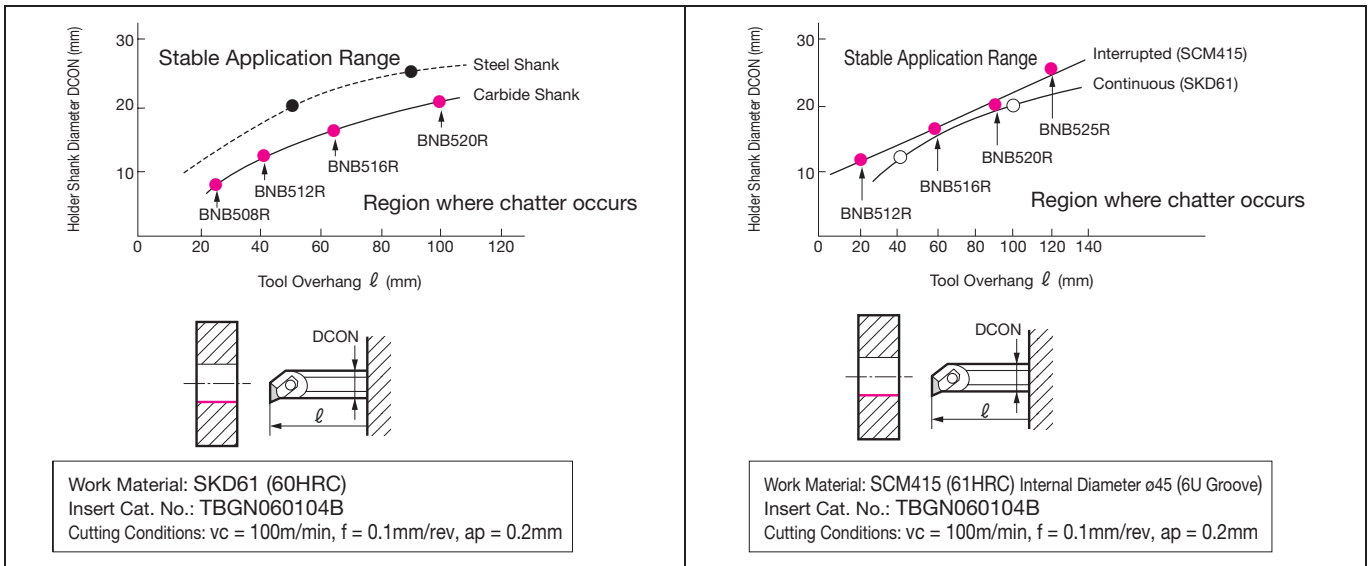 Holder Shank Diameter DCON (mm)
30
20
10
0
Stable Application Range
Steel Shank
Carbide Shank
BNB520R
BNB516R
BNB512R
BNB508R
Region where chatter occurs
0 20 40 60 80 100 120
Tool Overhang ℓ (mm)
DCON
ℓ
Work Material: SKD61 (60HRC)
Insert Cat. No.: TBGN060104B
Cutting Conditions: vc = 100m/min, f = 0.1mm/rev, ap = 0.2mm
Holder Shank Diameter DCON (mm)
30
20
10
Stable Application Range
Interrupted (SCM415)
Continuous (SKD61)
BNB525R
BNB520R
BNB516R
BNB512R
Region where chatter occurs
0 20 40 60 80 100 120 140
Tool Overhang ℓ (mm)
DCON
ℓ
Work Material: SCM415 (61HRC) Internal Diameter ø45 (6U Groove)
Insert Cat. No.: TBGN060104B
Cutting Conditions: vc = 100m/min, f = 0.1mm/rev, ap = 0.2mm